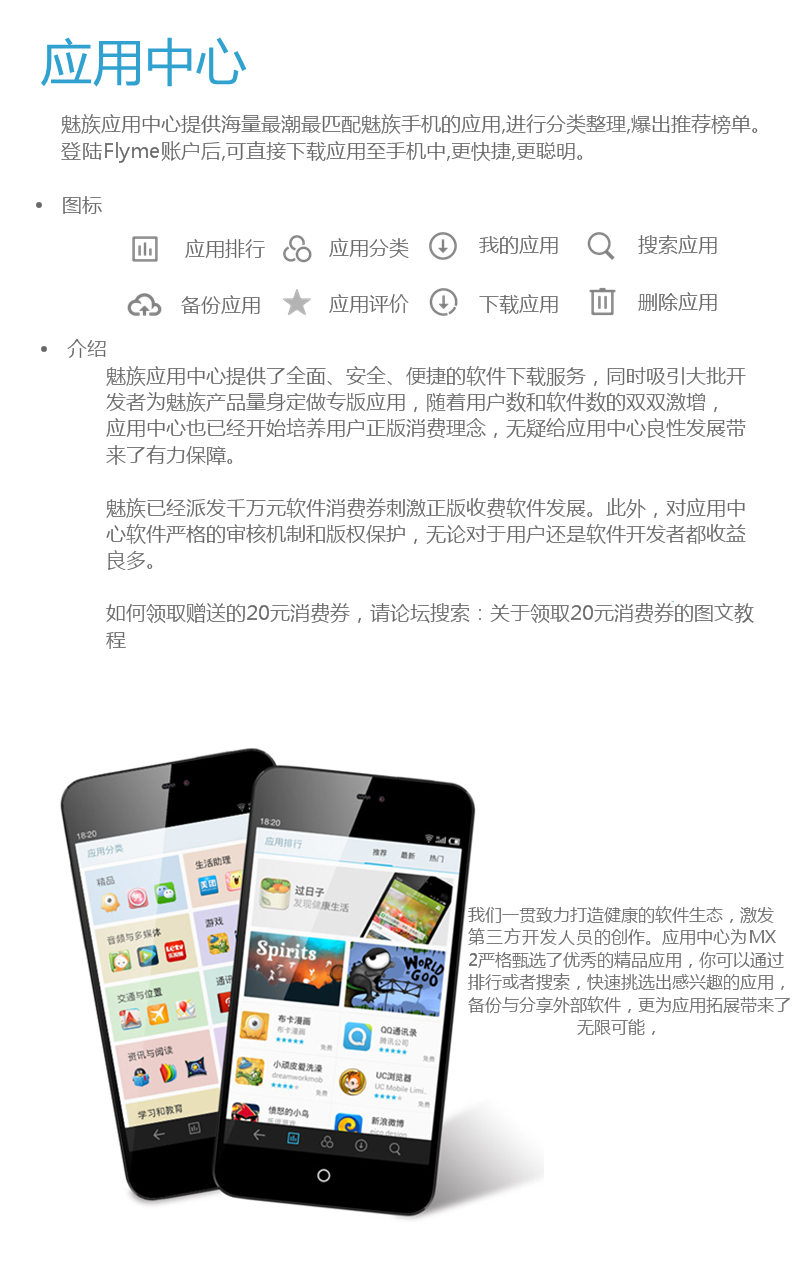 应用中心
魅族应用中心提供海量最潮最匹配魅族手机的应用,进行分类整理,爆出推荐榜单。
登陆Flyme账户后,可直接下载应用至手机中,更快捷,更聪明。
• 图标
应用排行 应用分类 我的应用 搜索应用
备份应用 应用评价 下载应用 删除应用
• 介绍
魅族应用中心提供了全面、安全、便捷的软件下载服务，同时吸引大批开
发者为魅族产品量身定做专版应用，随着用户数和软件数的双双激增，
应用中心也已经开始培养用户正版消费理念，无疑给应用中心良性发展带
来了有力保障。
魅族已经派发千万元软件消费券刺激正版收费软件发展。此外，对应用中
心软件严格的审核机制和版权保护，无论对于用户还是软件开发者都收益
良多。
如何领取赠送的20元消费券，请论坛搜索：关于领取20元消费券的图文教
程
18:20
应用分类
精品
生活助理
美团
音频与多媒体
游戏
Letv
交通与位置
通讯
资讯与阅读
学习和教育
18:20
应用排行
推荐 最新 热门
过日子
发现健康生活
Spirits
WORLD OF GOO
布卡漫画
布卡漫画
免费
QQ通讯录
腾讯公司
免费
小顽皮爱洗澡
dreamworkmob
免费
UC浏览器
UC Mobile Limi..
免费
愤怒的小鸟
新浪微博
我们一贯致力打造健康的软件生态，激发
第三方开发人员的创作。应用中心为MX
2严格甄选了优秀的精品应用，你可以通过
排行或者搜索，快速挑选出感兴趣的应用，
备份与分享外部软件，更为应用拓展带来了
无限可能，